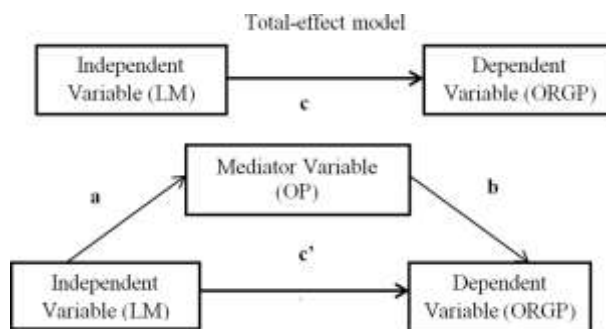 Total-effect model
Independent
Variable (LM)
c
Dependent
Variable (ORGP)
Mediator Variable
(OP)
a
b
c'
Independent
Variable (LM)
Dependent
Variable (ORGP)